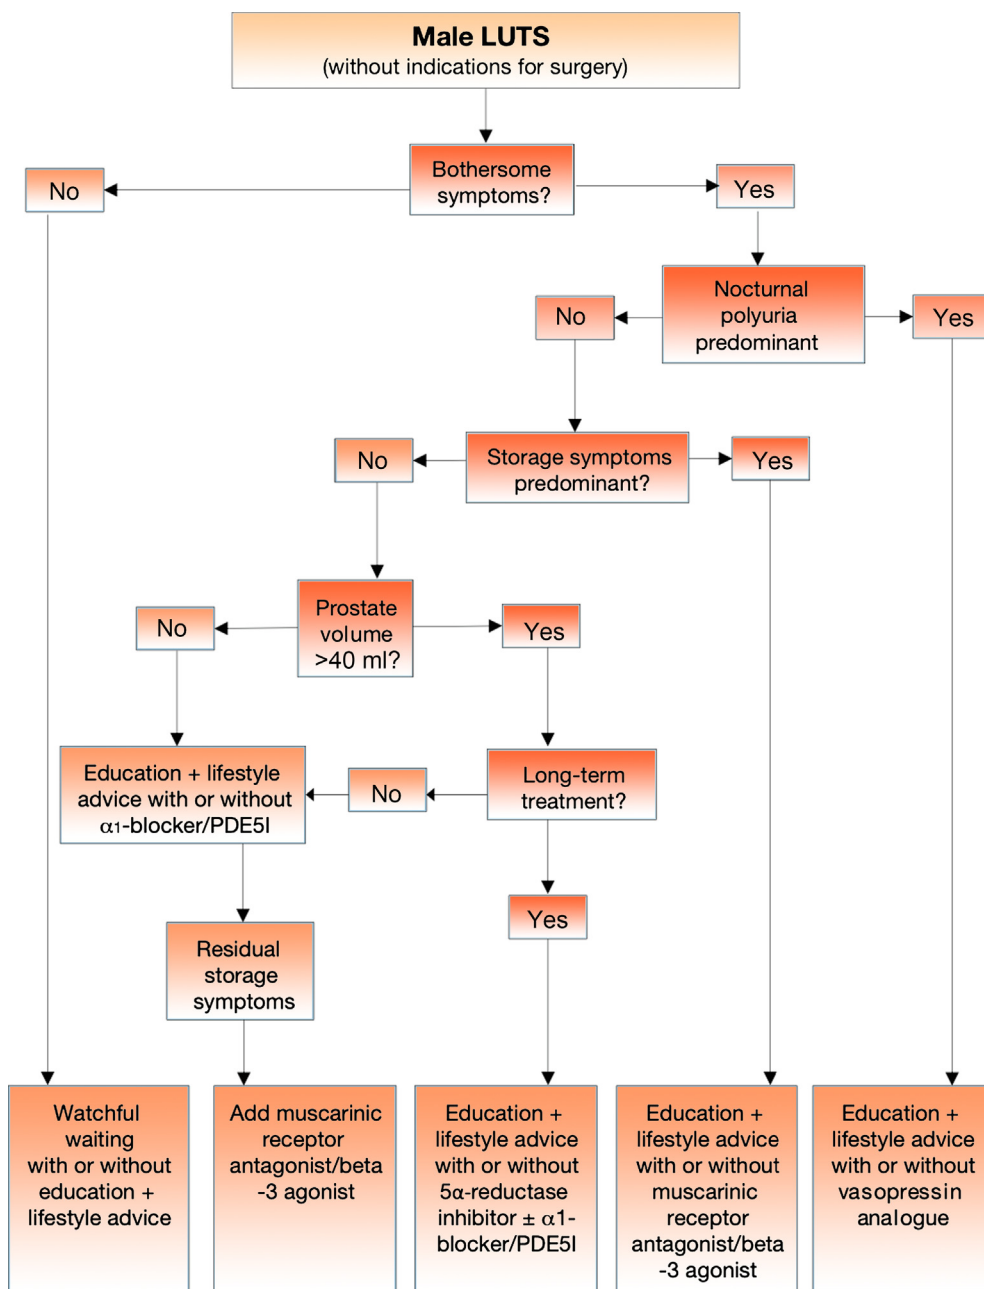 Male LUTS
(without indications for surgery)
Bothersome
symptoms?
No
Yes
Nocturnal
polyuria
predominant
No
Yes
Storage symptoms
predominant?
No
Yes
Prostate
volume
>40 ml?
No
Yes
Education + lifestyle
advice with or without
α1-blocker/PDE5I
No
Long-term
treatment?
Yes
Residual
storage
symptoms
Watchful
waiting
with or without
education +
lifestyle advice
Add muscarinic
receptor
antagonist/beta
-3 agonist
Education +
lifestyle advice
with or without
5α-reductase
inhibitor ± α1-
blocker/PDE5I
Education +
lifestyle advice
with or without
muscarinic
receptor
antagonist/beta
-3 agonist
Education +
lifestyle advice
with or without
vasopressin
analogue